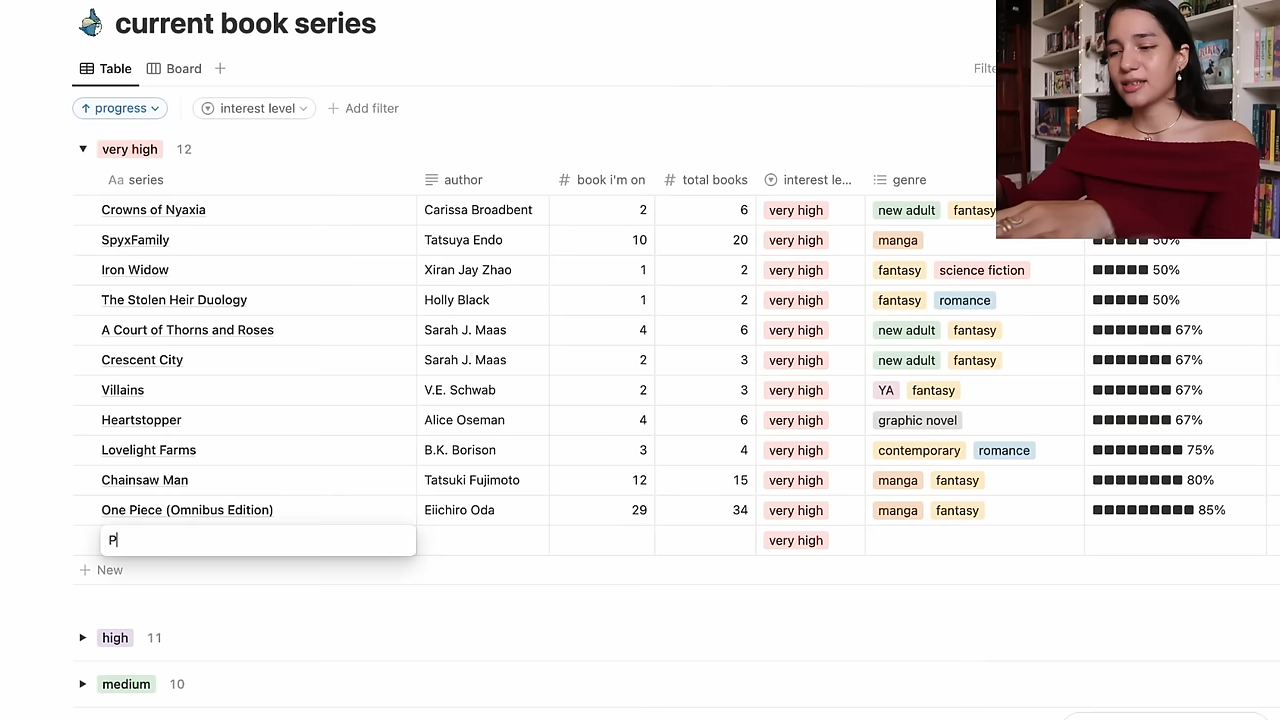 current book series
Table Board
progress interest level Add filter Filte
very high 12
Aa series author # book i'm on # total books interest le... genre
Crowns of Nyaxia Carissa Broadbent 2 6 very high new adult fantasy
SpyxFamily Tatsuya Endo 10 20 very high manga 50%
Iron Widow Xiran Jay Zhao 1 2 very high fantasy science fiction 50%
The Stolen Heir Duology Holly Black 1 2 very high fantasy romance 50%
A Court of Thorns and Roses Sarah J. Maas 4 6 very high new adult fantasy 67%
Crescent City Sarah J. Maas 2 3 very high new adult fantasy 67%
Villains V.E. Schwab 2 3 very high YA fantasy 67%
Heartstopper Alice Oseman 4 6 very high graphic novel 67%
Lovelight Farms B.K. Borison 3 4 very high contemporary romance 75%
Chainsaw Man Tatsuki Fujimoto 12 15 very high manga fantasy 80%
One Piece (Omnibus Edition) Eiichiro Oda 29 34 very high manga fantasy 85%
P very high
New
high 11
medium 10